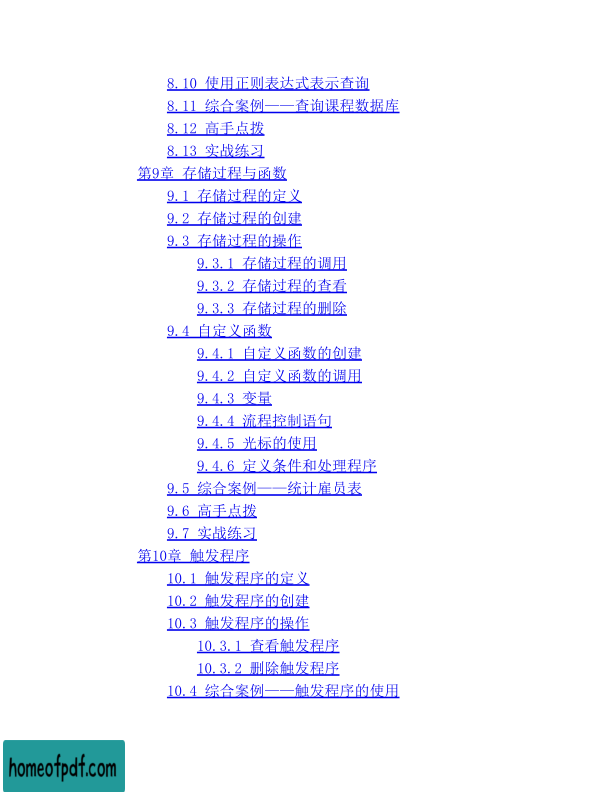 8.10 使用正则表达式表示查询
8.11 综合案例——查询课程数据库
8.12 高手点拨
8.13 实战练习
第9章 存储过程与函数
9.1 存储过程的定义
9.2 存储过程的创建
9.3 存储过程的操作
9.3.1 存储过程的调用
9.3.2 存储过程的查看
9.3.3 存储过程的删除
9.4 自定义函数
9.4.1 自定义函数的创建
9.4.2 自定义函数的调用
9.4.3 变量
9.4.4 流程控制语句
9.4.5 光标的使用
9.4.6 定义条件和处理程序
9.5 综合案例——统计雇员表
9.6 高手点拨
9.7 实战练习
第10章 触发程序
10.1 触发程序的定义
10.2 触发程序的创建
10.3 触发程序的操作
10.3.1 查看触发程序
10.3.2 删除触发程序
10.4 综合案例——触发程序的使用
homeofpdf.com